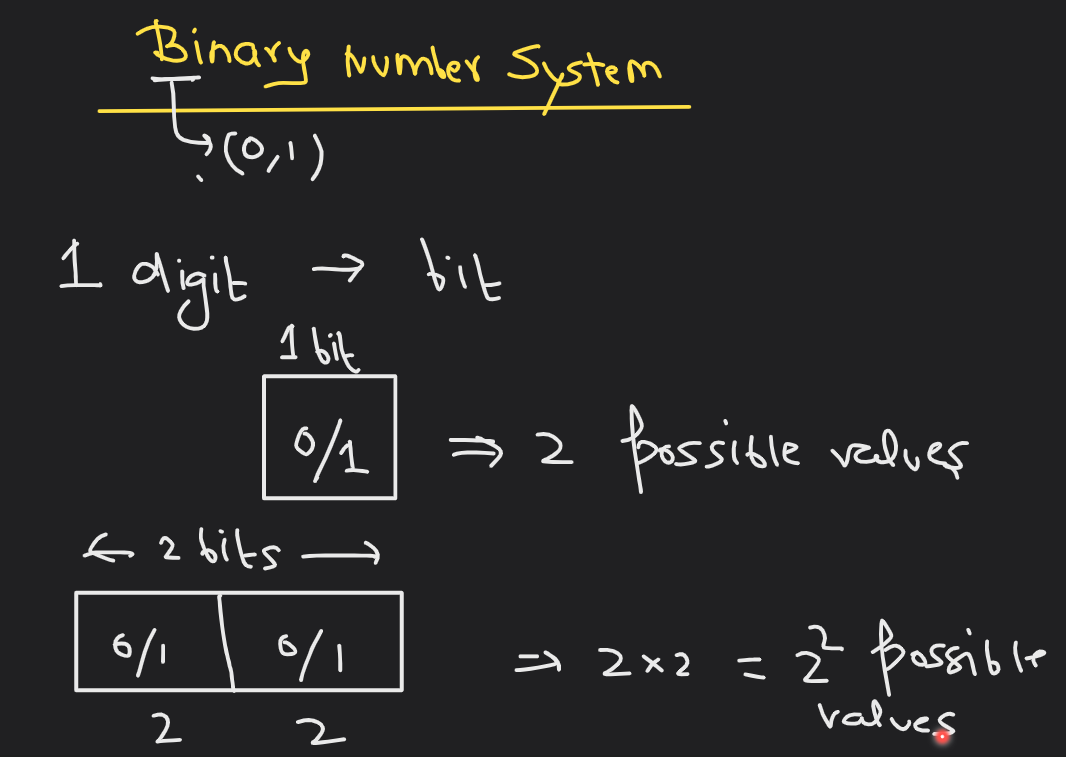 Binary Number System
→ (0,1)
1 digit → bit
1 bit
0/1 ⇒ 2 possible values
← 2 bits →
0/1 0/1 ⇒ 2 × 2 = 2² possible
values
2 2